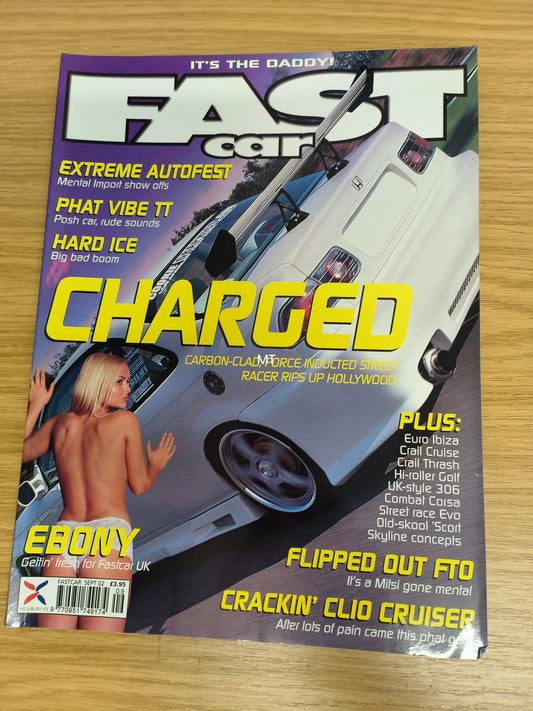 IT'S THE DADDY!
FAST
car
EXTREME AUTOFEST
Mental import show offs
PHAT VIBE TT
Posh car, rude sounds
HARD ICE
Big bad boom
CHARGED
CARBON-CLAD, FORCE INDUCTED STREET
RACER RIPS UP HOLLYWOOD
MT
PLUS:
Euro Ibiza
Crail Cruise
Crail Thrash
Hi-roller Golf
UK-style 306
Combat Corsa
Street race Evo
Old-skool 'Scort
Skyline concepts
EBONY
Gettin' fresh for Fastcar UK
FLIPPED OUT FTO
It's a Mitsi gone mental
CRACKIN' CLIO CRUISER
After lots of pain came this phat
FASTCAR SEPT 02 £3.95
09
9 770951 749174